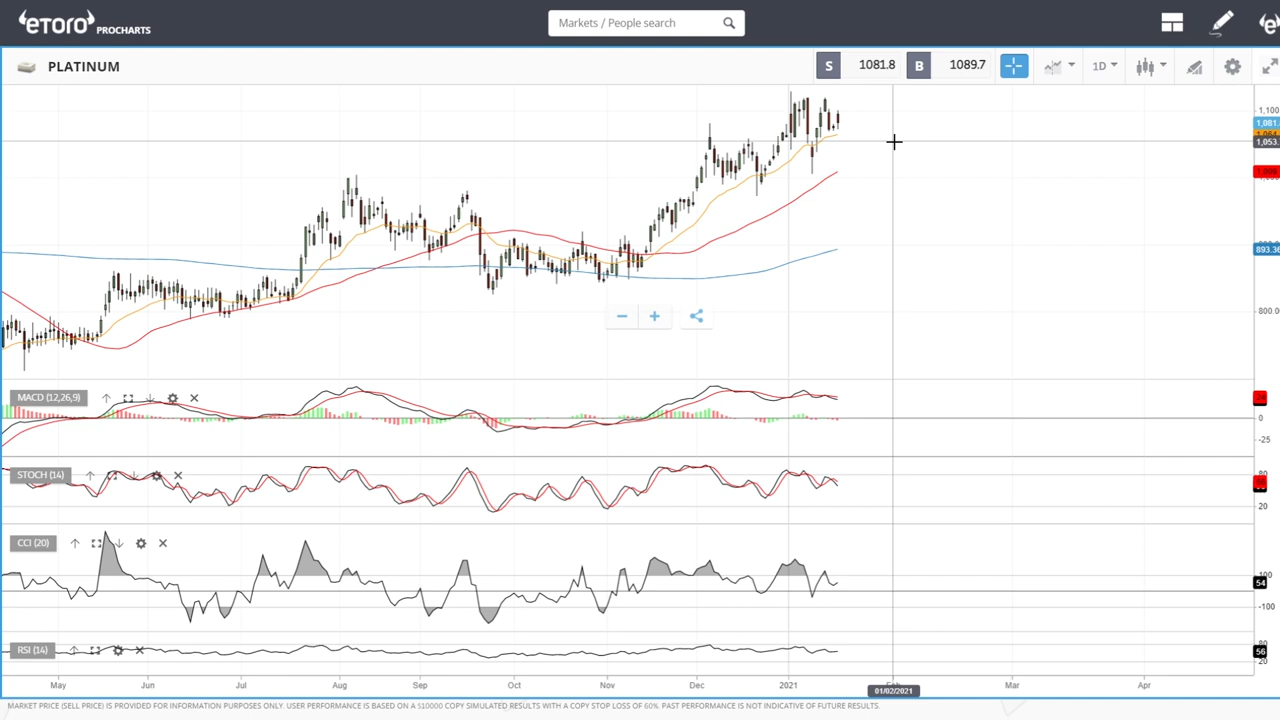 eToro PROCHARTS
Markets / People search
PLATINUM
S 1081.8 B 1089.7
1D
1,100
1,081.
1,053.
893.36
800.00
MACD (12,26,9)
0
-25
STOCH (14)
80
20
CCI (20)
100
54
-100
RSI (14)
80
56
20
May Jun Jul Aug Sep Oct Nov Dec 2021 Feb Mar Apr
01/02/2021
MARKET PRICE (SELL PRICE) IS PROVIDED FOR INFORMATION PURPOSES ONLY. USER PERFORMANCE IS BASED ON A $10000 COPY SIMULATED RESULTS WITH A COPY STOP LOSS OF 60%. PAST PERFORMANCE IS NOT INDICATIVE OF FUTURE RESULTS.